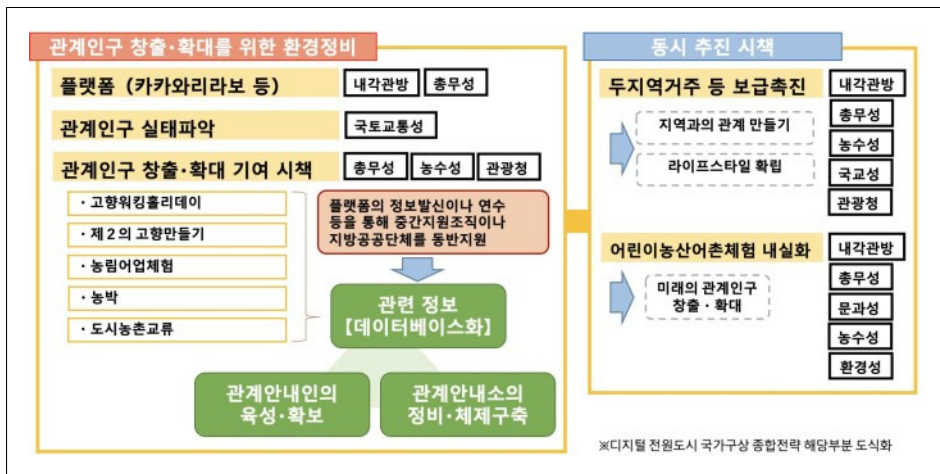 관계인구 창출·확대를 위한 환경정비
플랫폼 (카카와리라보 등) 내각관방 총무성
관계인구 실태파악 국토교통성
관계인구 창출·확대 기여 시책 총무성 농수성 관광청
· 고향워킹홀리데이
· 제2의 고향만들기
· 농림어업체험
· 농박
· 도시농촌교류
플랫폼의 정보발신이나 연수
등을 통해 중간지원조직이나
지방공공단체를 동반지원
관련 정보
【데이터베이스화】
관계안내인의
육성·확보
관계안내소의
정비·체제구축
동시 추진 시책
두지역거주 등 보급촉진
지역과의 관계 만들기
라이프스타일 확립
내각관방
총무성
농수성
국교성
관광청
어린이농산어촌체험 내실화
미래의 관계인구
창출·확대
내각관방
총무성
문과성
농수성
환경성
※디지털 전원도시 국가구상 종합전략 해당부분 도식화